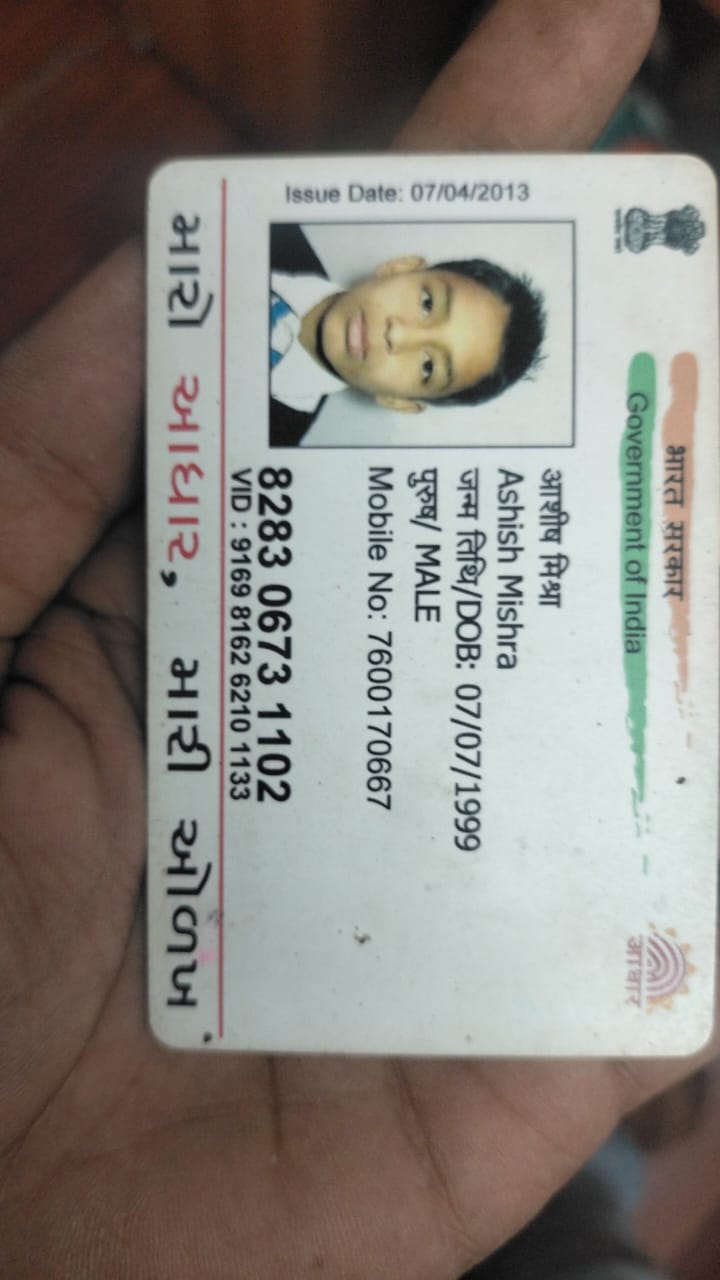 भारत सरकार
Government of India
आधार
Issue Date: 07/04/2013
आशीष मिश्रा
Ashish Mishra
जन्म तिथि/DOB: 07/07/1999
पुरुष/ MALE
Mobile No: 7600170667
8283 0673 1102
VID : 9169 8162 6210 1133
મારો આધાર, મારી ઓળખ